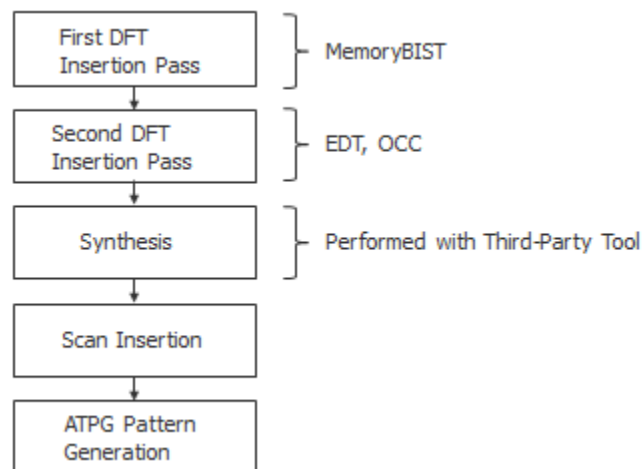 First DFT
Insertion Pass
MemoryBIST
Second DFT
Insertion Pass
EDT, OCC
Synthesis
Performed with Third-Party Tool
Scan Insertion
ATPG Pattern
Generation